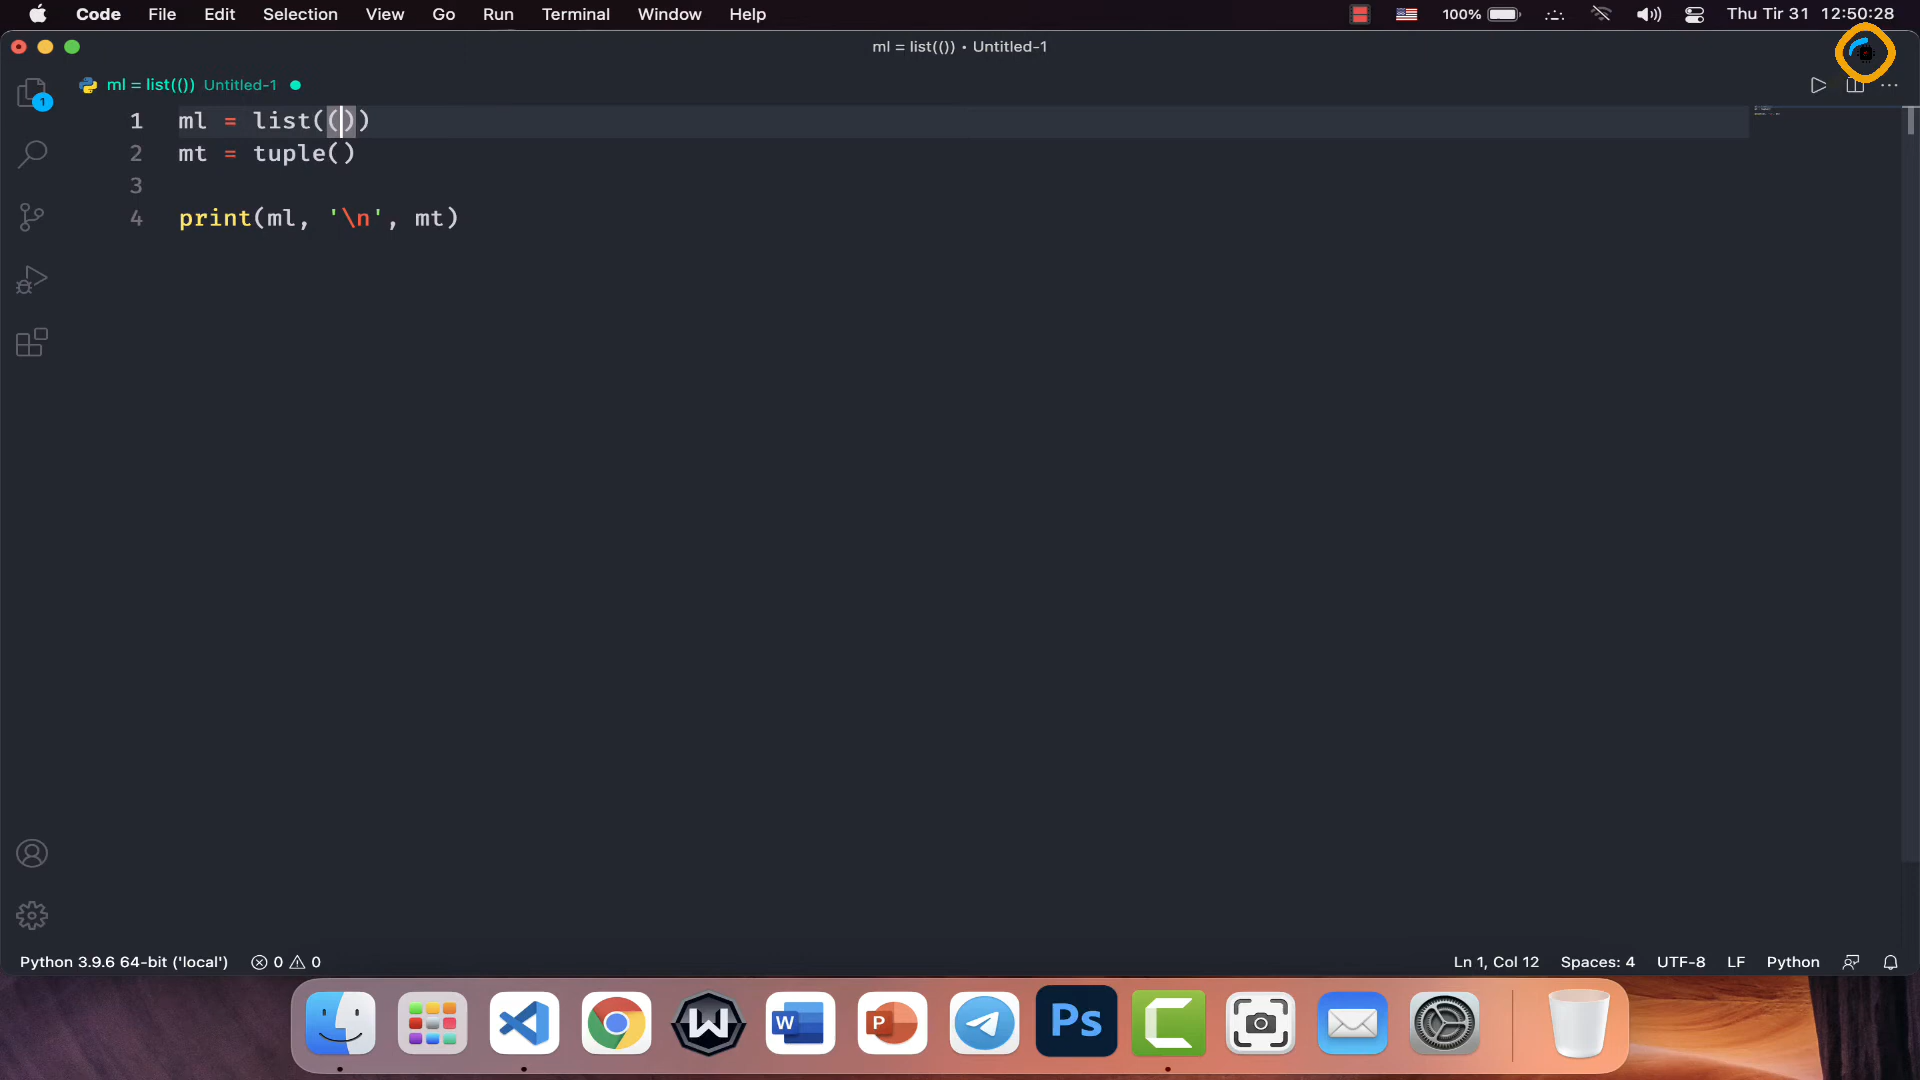 Code File Edit Selection View Go Run Terminal Window Help 100% Thu Tir 31 12:50:28
ml = list(()) • Untitled-1
ml = list(()) Untitled-1
1 ml = list(())
2 mt = tuple()
3
4 print(ml, '\n', mt)
1
Python 3.9.6 64-bit ('local') 0 0 Ln 1, Col 12 Spaces: 4 UTF-8 LF Python
W
W
P
Ps